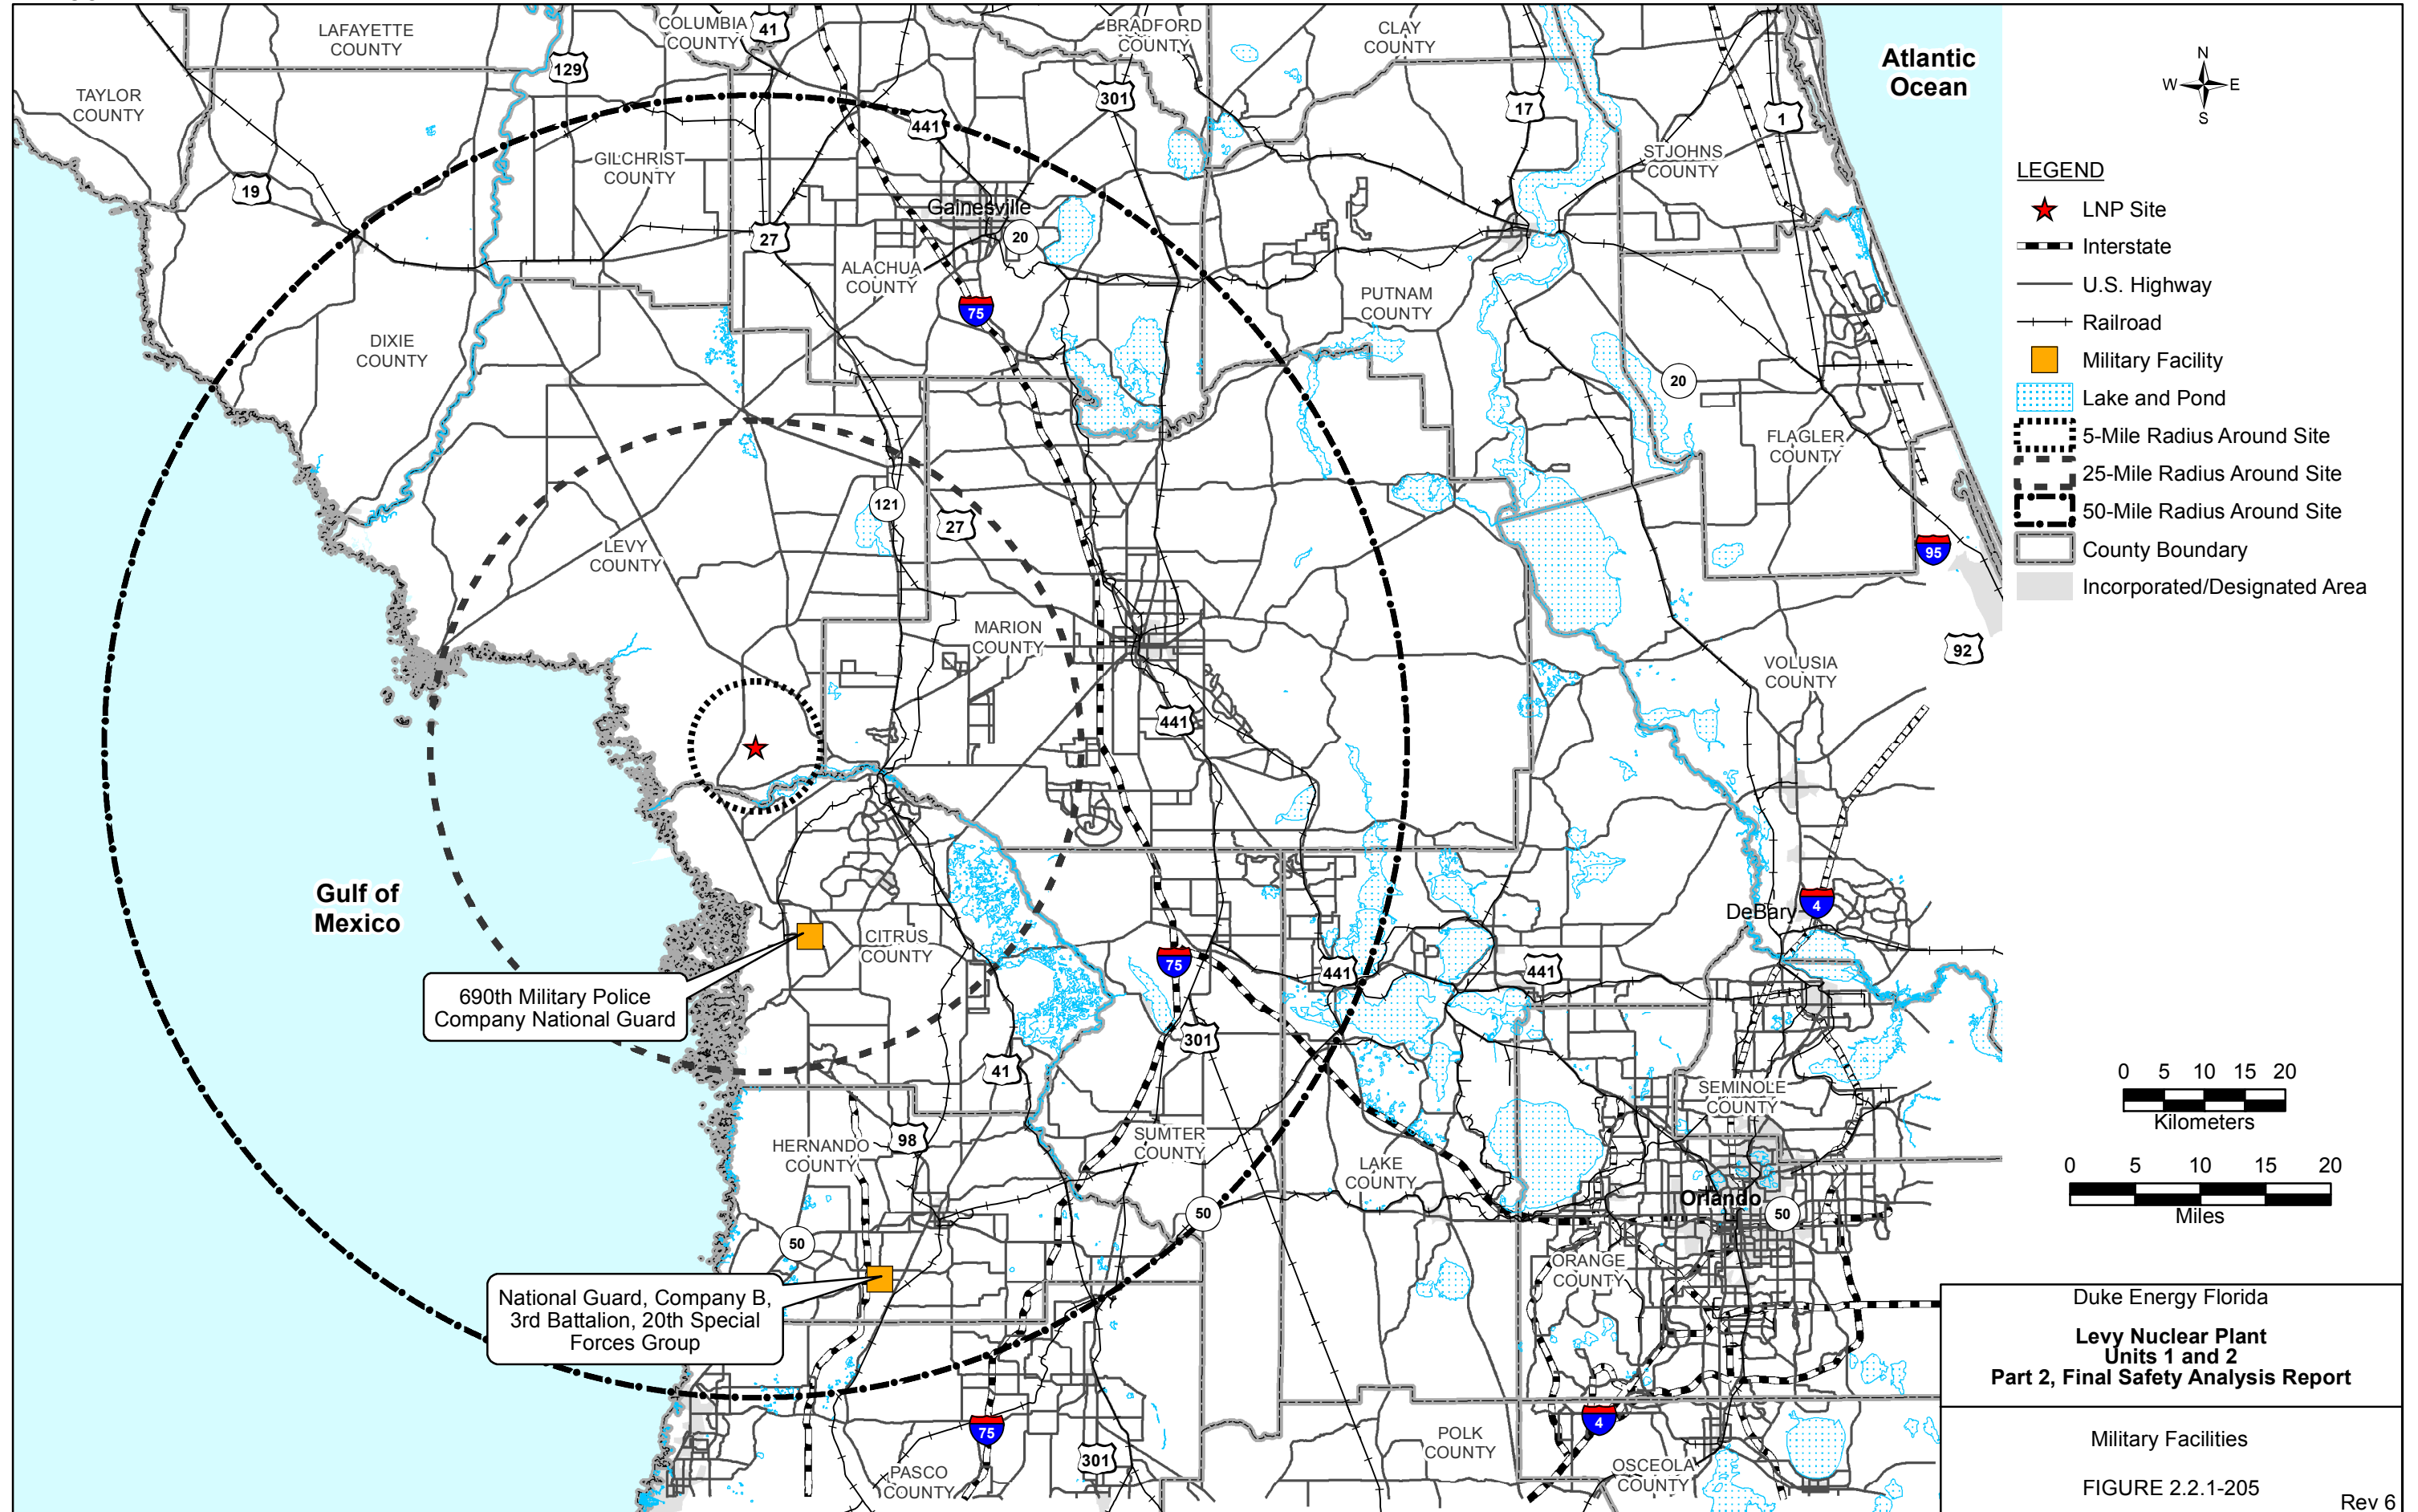 LAFAYETTE
COUNTY
COLUMBIA
COUNTY
41
BRADFORD
COUNTY
CLAY
COUNTY
Atlantic
Ocean
N
W
E
S
129
TAYLOR
COUNTY
301
17
1
441
GILCHRIST
COUNTY
STJOHNS
COUNTY
19
Gainesville
20
27
ALACHUA
COUNTY
75
PUTNAM
COUNTY
DIXIE
COUNTY
20
FLAGLER
COUNTY
121
27
LEVY
COUNTY
95
MARION
COUNTY
92
VOLUSIA
COUNTY
441
Gulf of
Mexico
4
DeBary
CITRUS
COUNTY
75
441
441
690th Military Police
Company National Guard
301
41
SEMINOLE
COUNTY
98
HERNANDO
COUNTY
SUMTER
COUNTY
LAKE
COUNTY
Orlando
50
50
50
ORANGE
COUNTY
National Guard, Company B,
3rd Battalion, 20th Special
Forces Group
75
4
301
POLK
COUNTY
OSCEOLA
COUNTY
PASCO
COUNTY
LEGEND
LNP Site
Interstate
U.S. Highway
Railroad
Military Facility
Lake and Pond
5-Mile Radius Around Site
25-Mile Radius Around Site
50-Mile Radius Around Site
County Boundary
Incorporated/Designated Area
0 5 10 15 20
Kilometers
0 5 10 15 20
Miles
Duke Energy Florida
Levy Nuclear Plant
Units 1 and 2
Part 2, Final Safety Analysis Report
Military Facilities
FIGURE 2.2.1-205
Rev 6